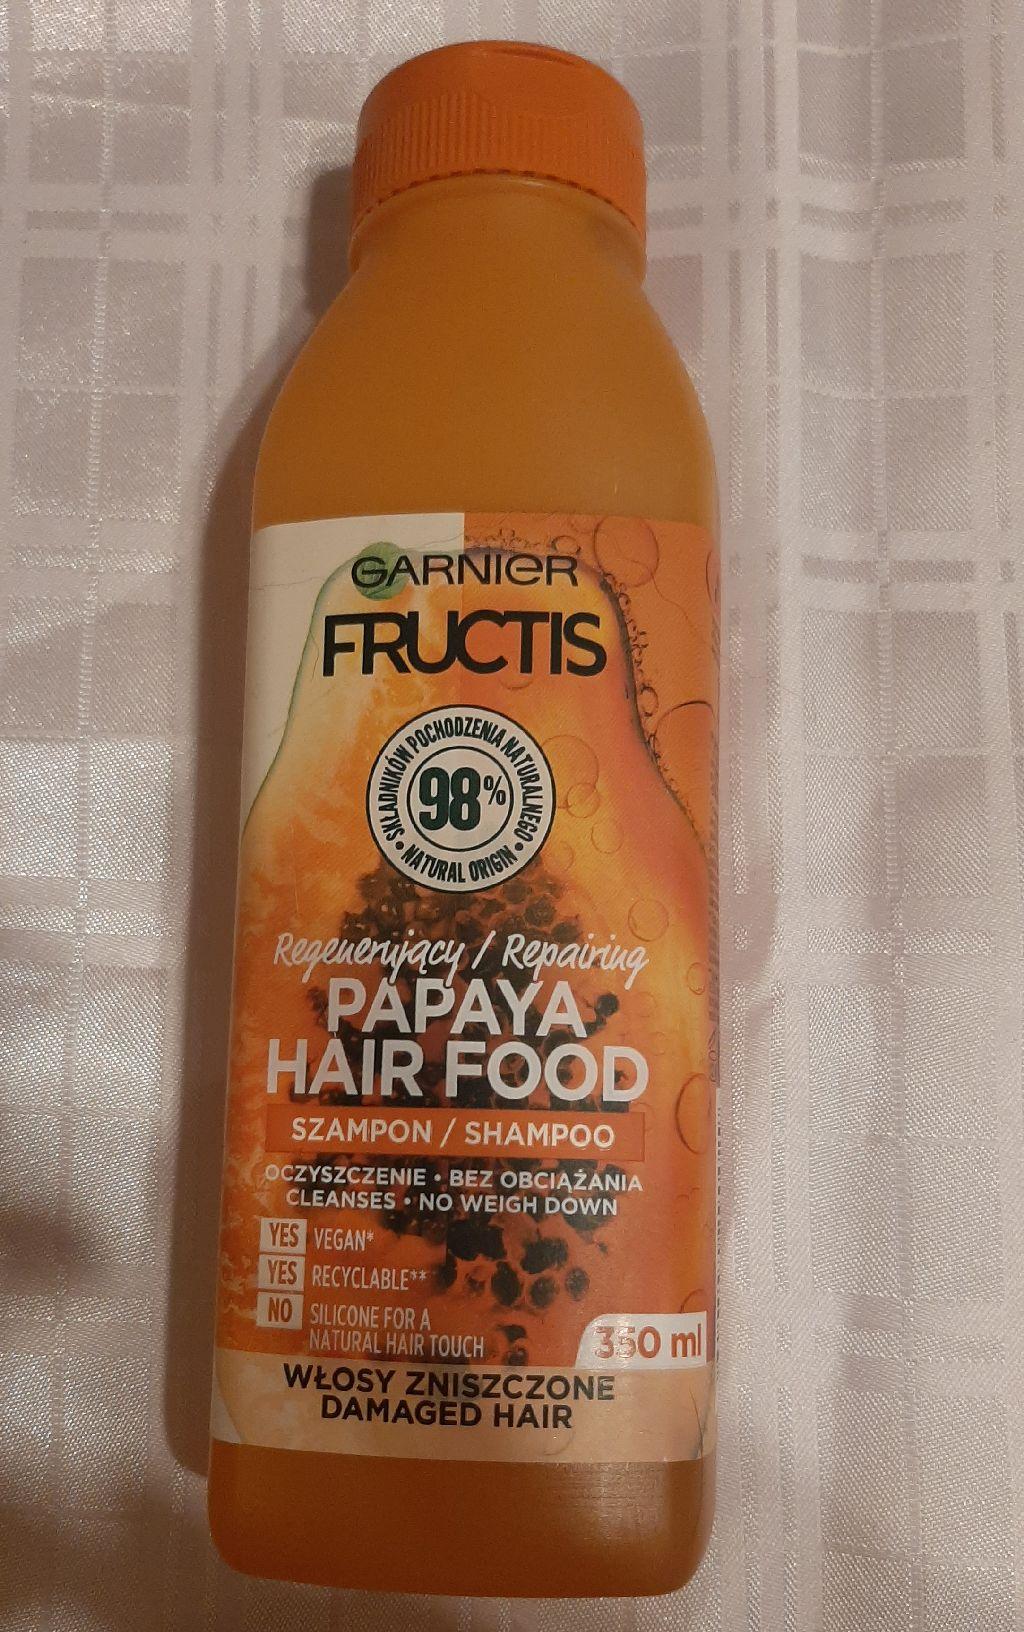 GARNIER
FRUCTIS
SKŁADNIKÓW POCHODZENIA NATURALNEGO • NATURAL ORIGIN •
98%
Regenerujący / Repairing
PAPAYA
HAIR FOOD
SZAMPON / SHAMPOO
OCZYSZCZENIE • BEZ OBCIĄŻANIA
CLEANSES • NO WEIGH DOWN
YES VEGAN*
YES RECYCLABLE**
NO SILICONE FOR A
NATURAL HAIR TOUCH
350 ml
WŁOSY ZNISZCZONE
DAMAGED HAIR